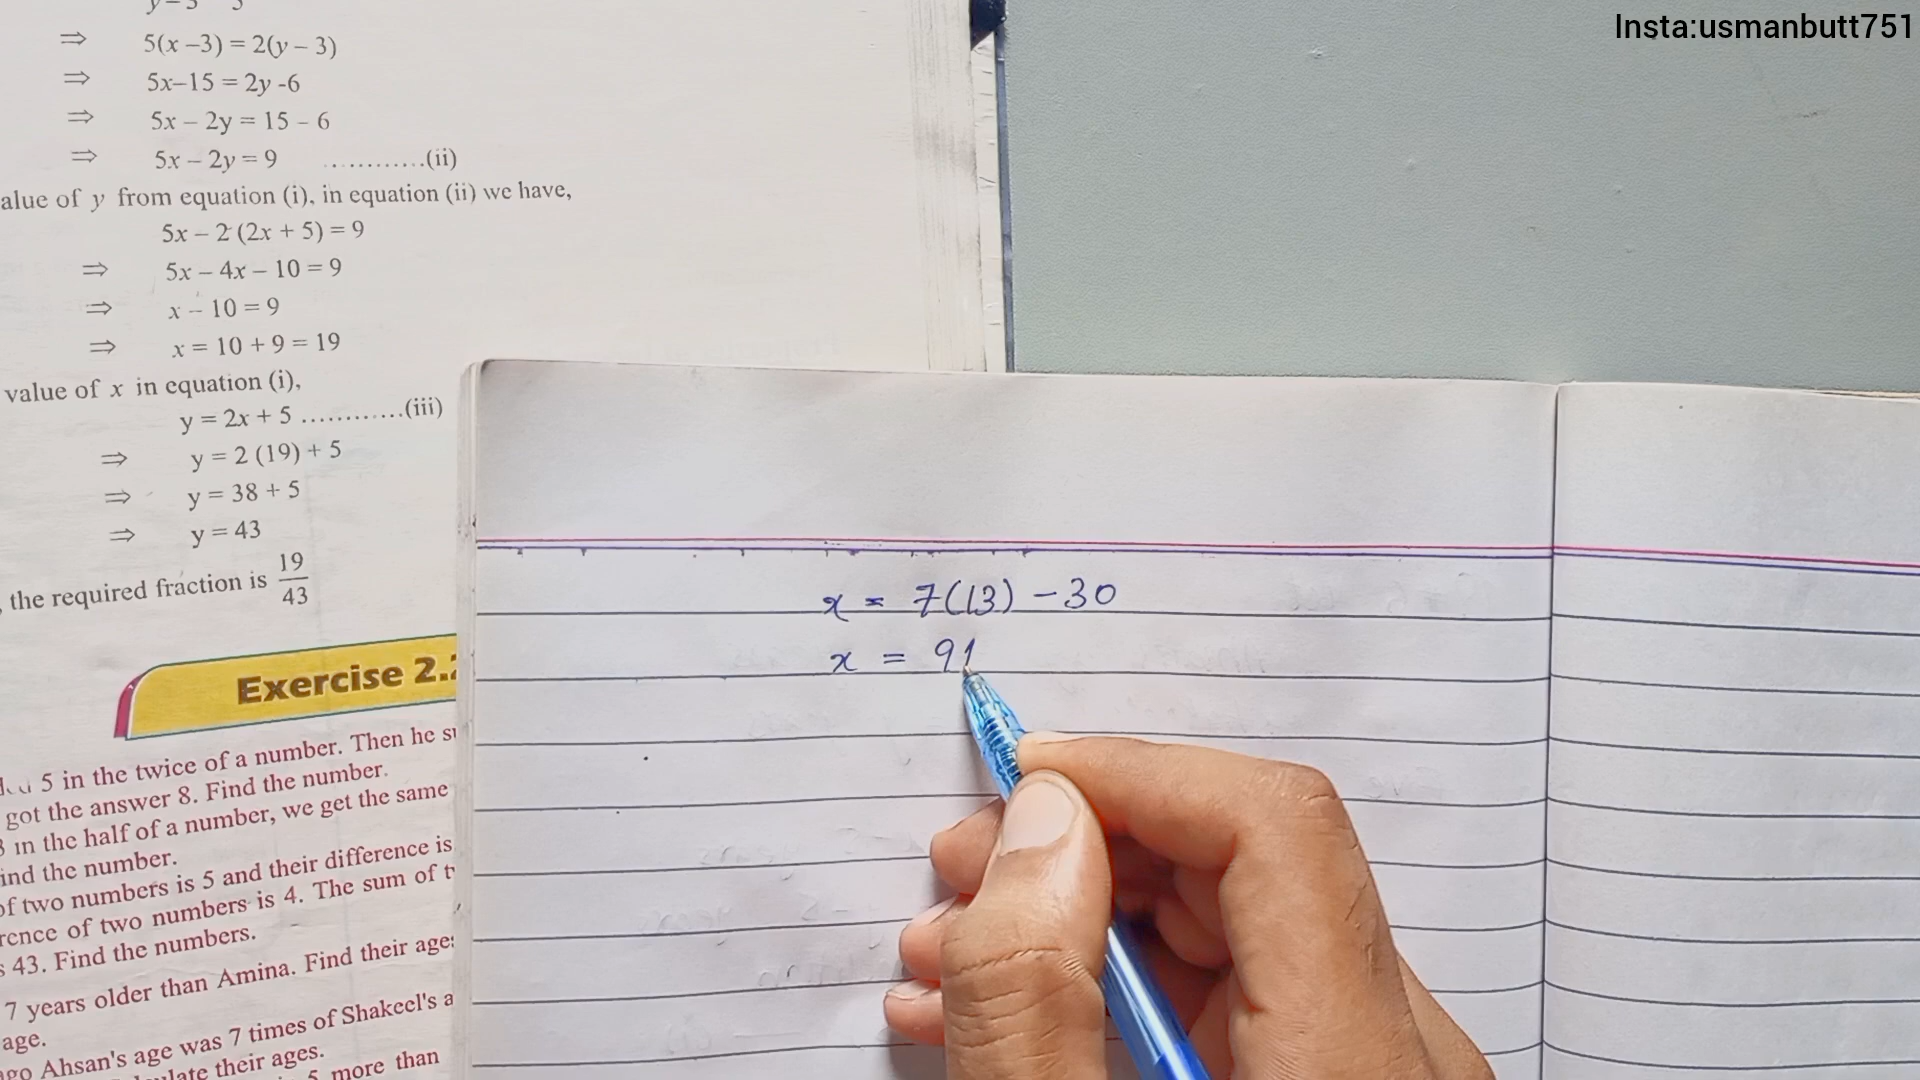 Insta:usmanbutt751
⇒ 5(x –3) = 2(y – 3)
⇒ 5x–15 = 2y -6
⇒ 5x – 2y = 15 – 6
⇒ 5x – 2y = 9 ............(ii)
alue of y from equation (i), in equation (ii) we have,
5x – 2 (2x + 5) = 9
⇒ 5x – 4x – 10 = 9
⇒ x – 10 = 9
⇒ x = 10 + 9 = 19
value of x in equation (i),
y = 2x + 5 ............(iii)
⇒ y = 2 (19) + 5
⇒ y = 38 + 5
⇒ y = 43
, the required fraction is 19/43
Exercise 2.
5 in the twice of a number. Then he
got the answer 8. Find the number.
in the half of a number, we get the same
ind the number.
of two numbers is 5 and their difference is
rence of two numbers is 4. The sum of
s 43. Find the numbers.
7 years older than Amina. Find their ages
age.
ago Ahsan's age was 7 times of Shakeel's a
their ages.
5 more than
x = 7(13) - 30
x = 91